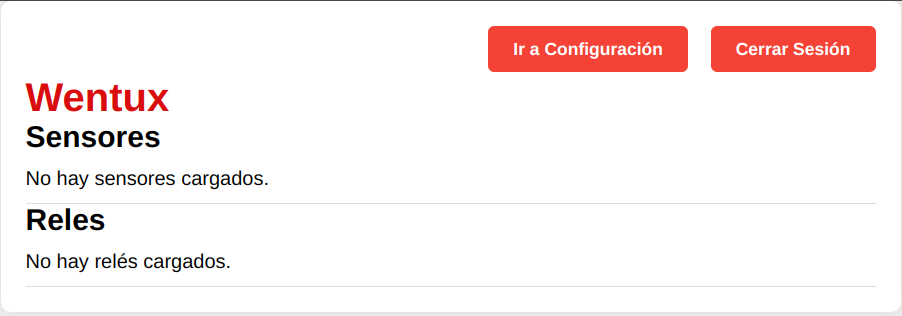 Ir a Configuración
Cerrar Sesión
Wentux
Sensores
No hay sensores cargados.
Reles
No hay relés cargados.